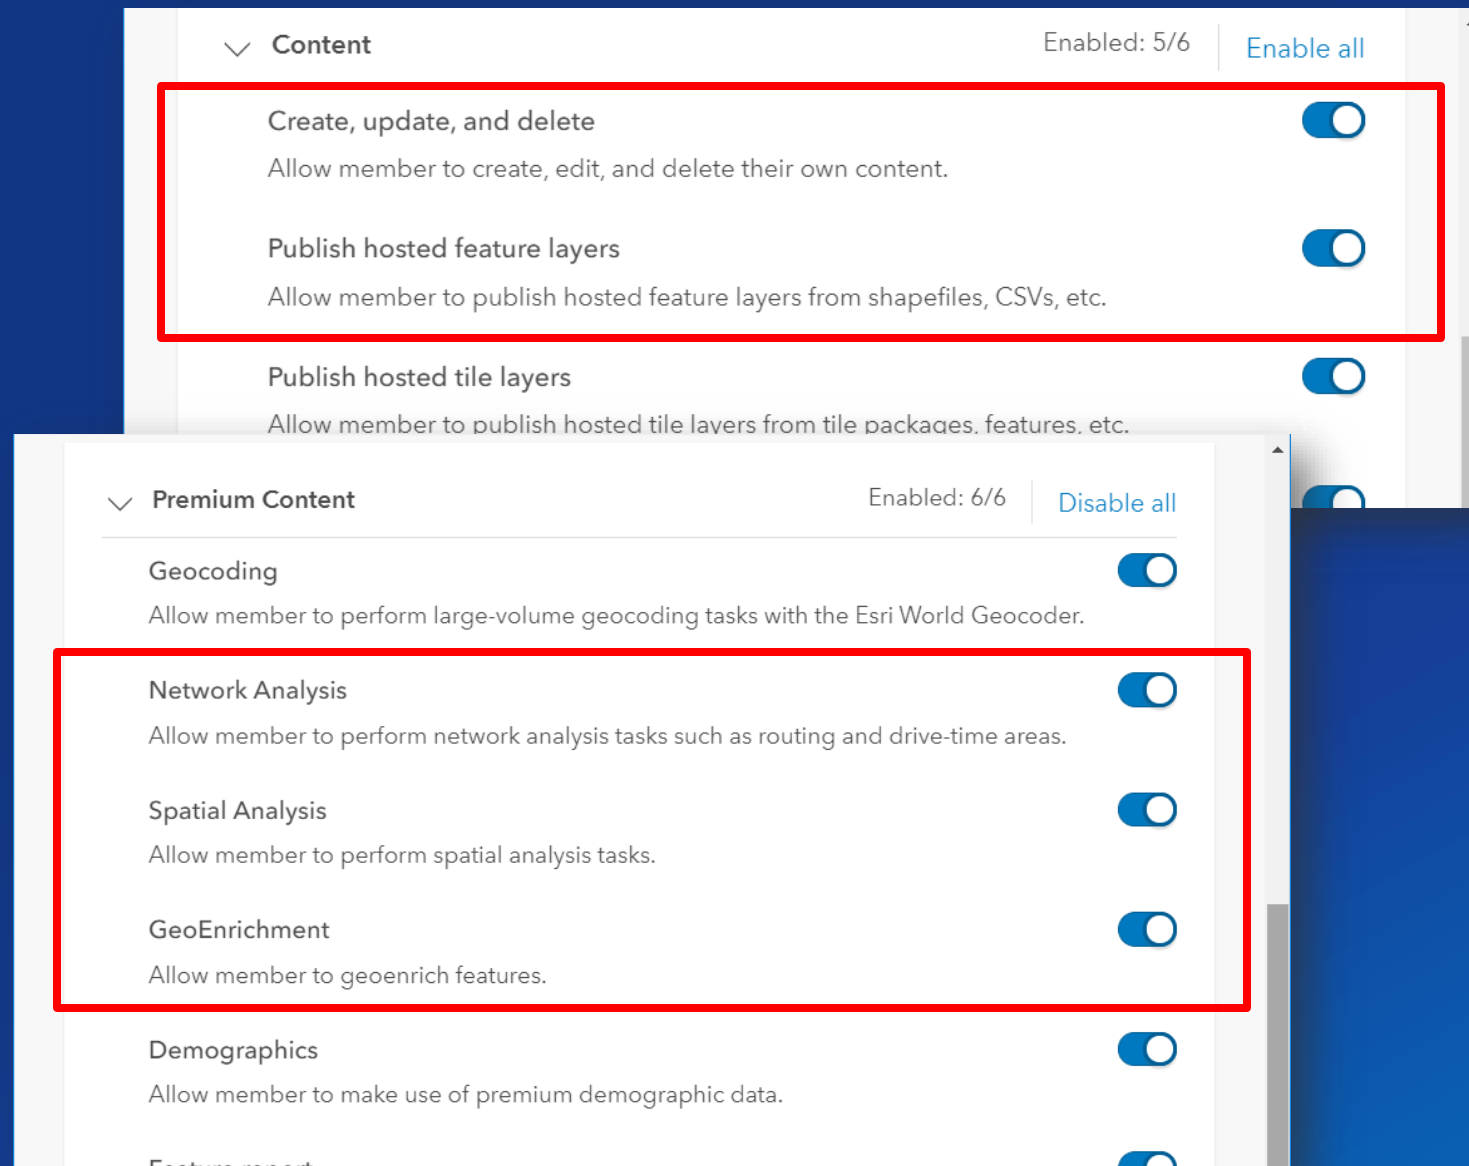 Content
Enabled: 5/6
Enable all
Create, update, and delete
Allow member to create, edit, and delete their own content.
Publish hosted feature layers
Allow member to publish hosted feature layers from shapefiles, CSVs, etc.
Publish hosted tile layers
Allow member to publish hosted tile layers from tile packages, features, etc.
Premium Content
Enabled: 6/6
Disable all
Geocoding
Allow member to perform large-volume geocoding tasks with the Esri World Geocoder.
Network Analysis
Allow member to perform network analysis tasks such as routing and drive-time areas.
Spatial Analysis
Allow member to perform spatial analysis tasks.
GeoEnrichment
Allow member to geoenrich features.
Demographics
Allow member to make use of premium demographic data.
Feature report